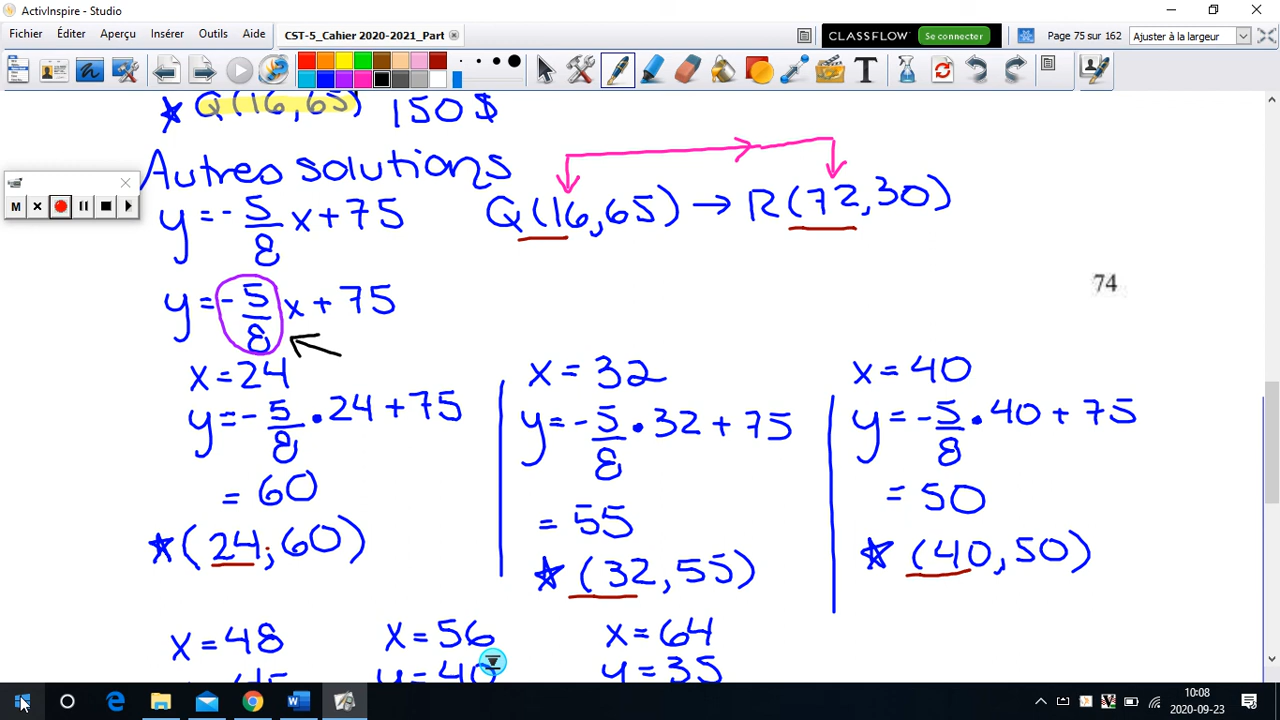 ActivInspire - Studio
Fichier Éditer Aperçu Insérer Outils Aide
CST-5_Cahier 2020-2021_Part
CLASSFLOW Se connecter
Page 75 sur 162
Ajuster à la largeur
★ Q(16,65) 150$
Autres solutions
M
y = -5/8 x + 75
Q(16,65) → R(72,30)
74
y = -5/8 x + 75
x = 24
y = -5/8 • 24 + 75
= 60
★ (24,60)
x = 32
y = -5/8 • 32 + 75
= 55
★ (32,55)
x = 40
y = -5/8 • 40 + 75
= 50
★ (40,50)
x = 48
x = 56
y = 40
x = 64
y = 35
10:08
2020-09-23